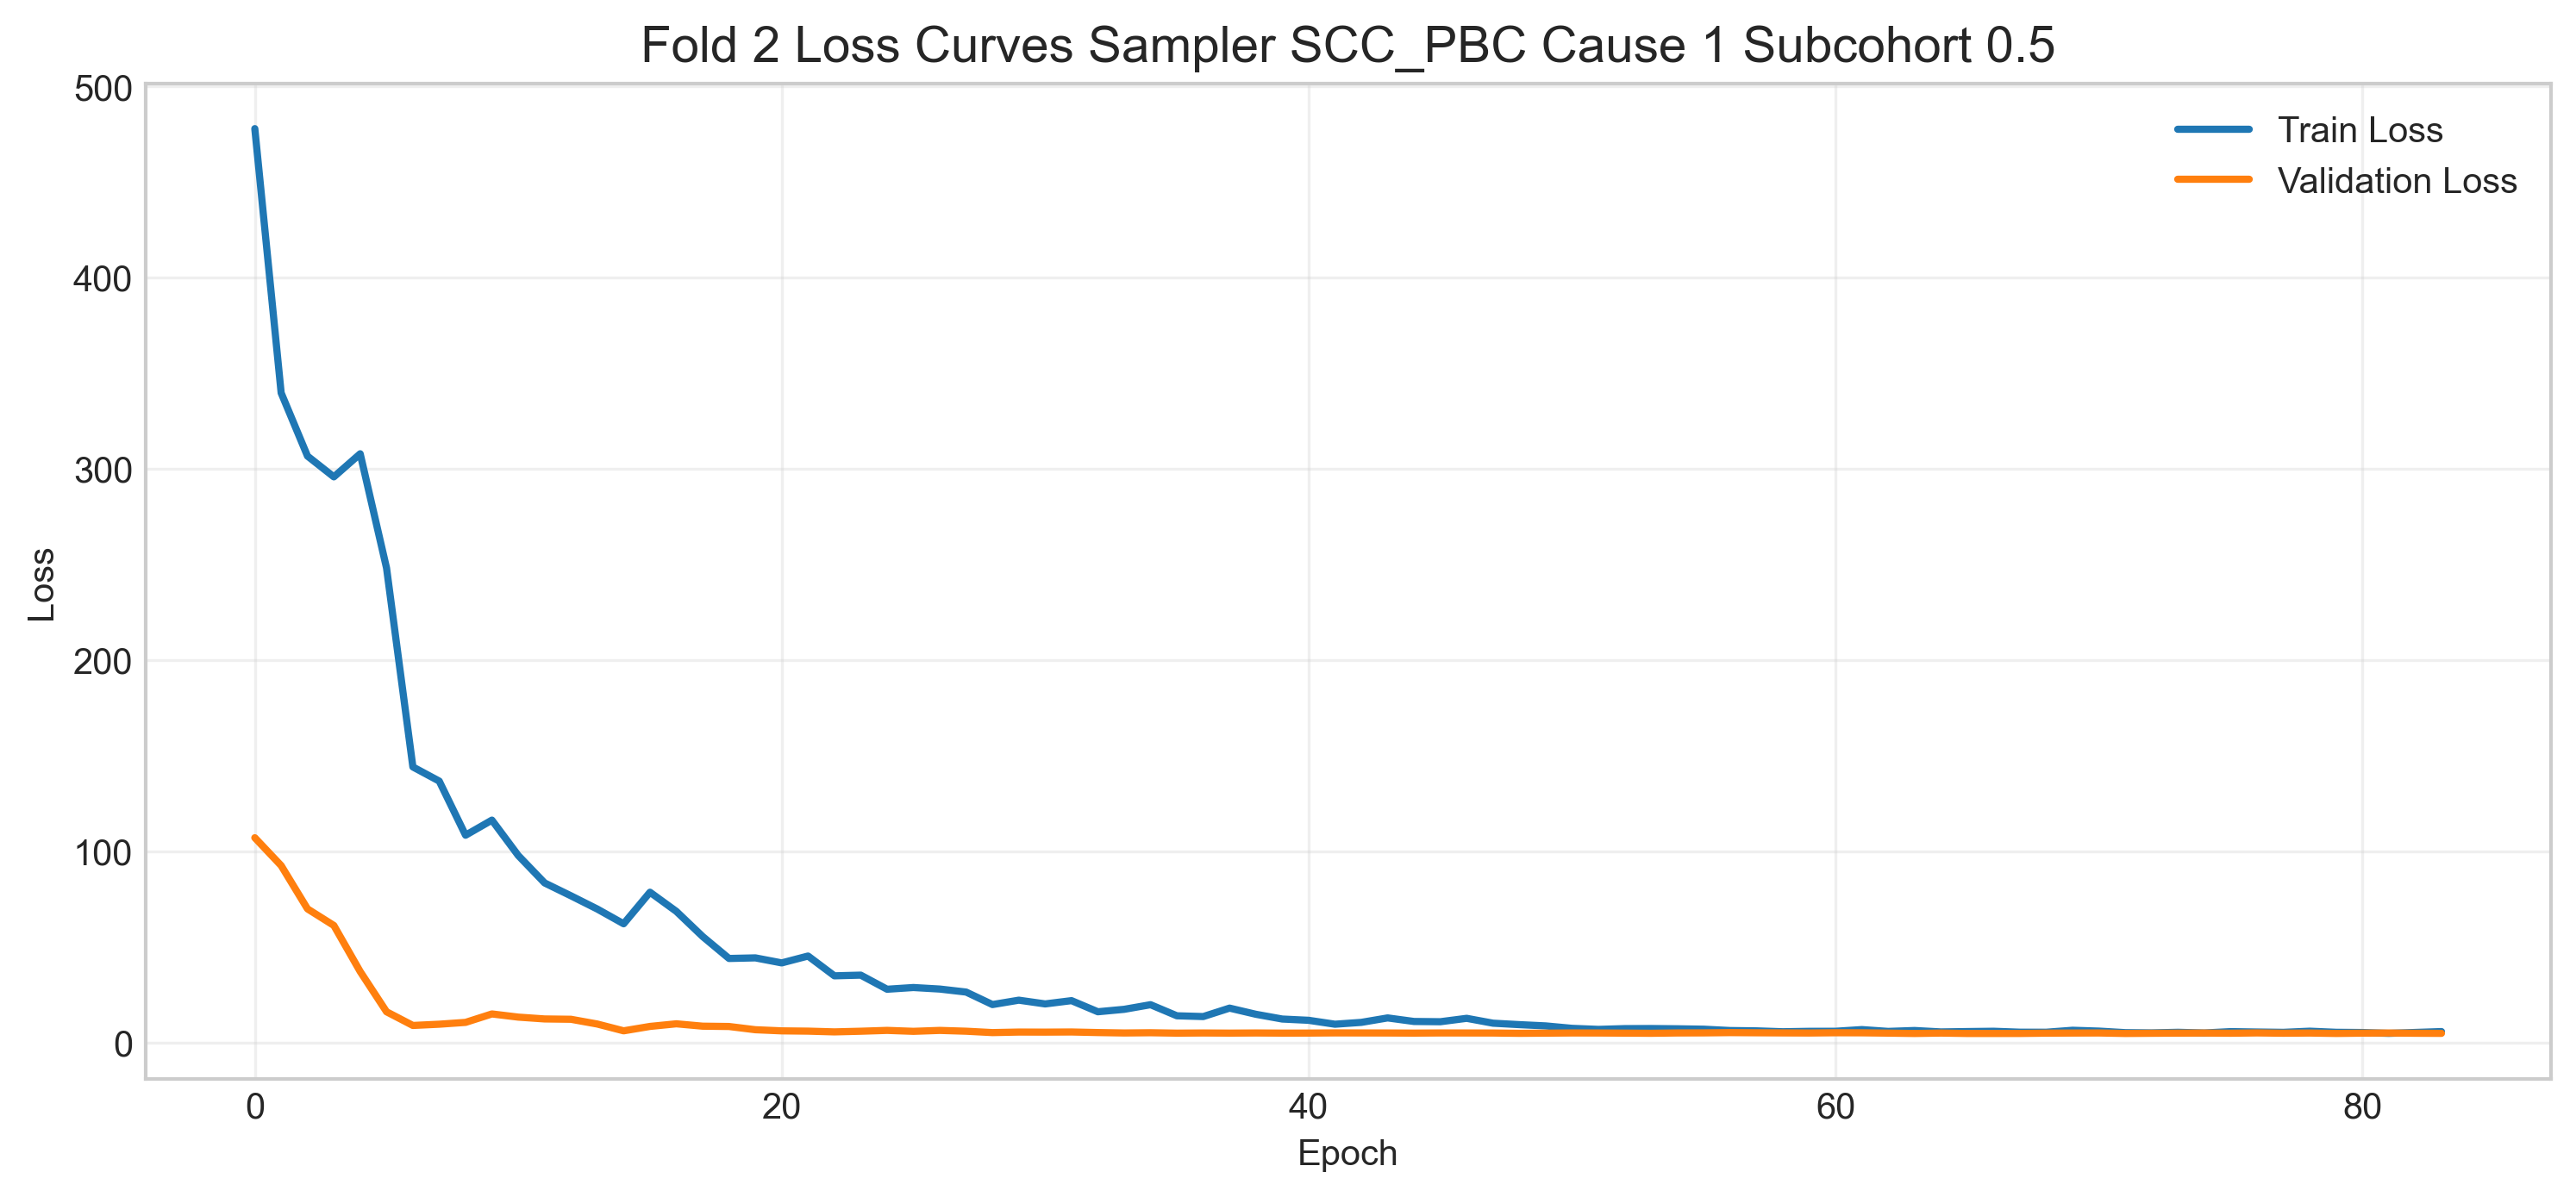 Fold 2 Loss Curves Sampler SCC_PBC Cause 1 Subcohort 0.5
500
400
300
200
100
0
Loss
Train Loss
Validation Loss
0 20 40 60 80
Epoch